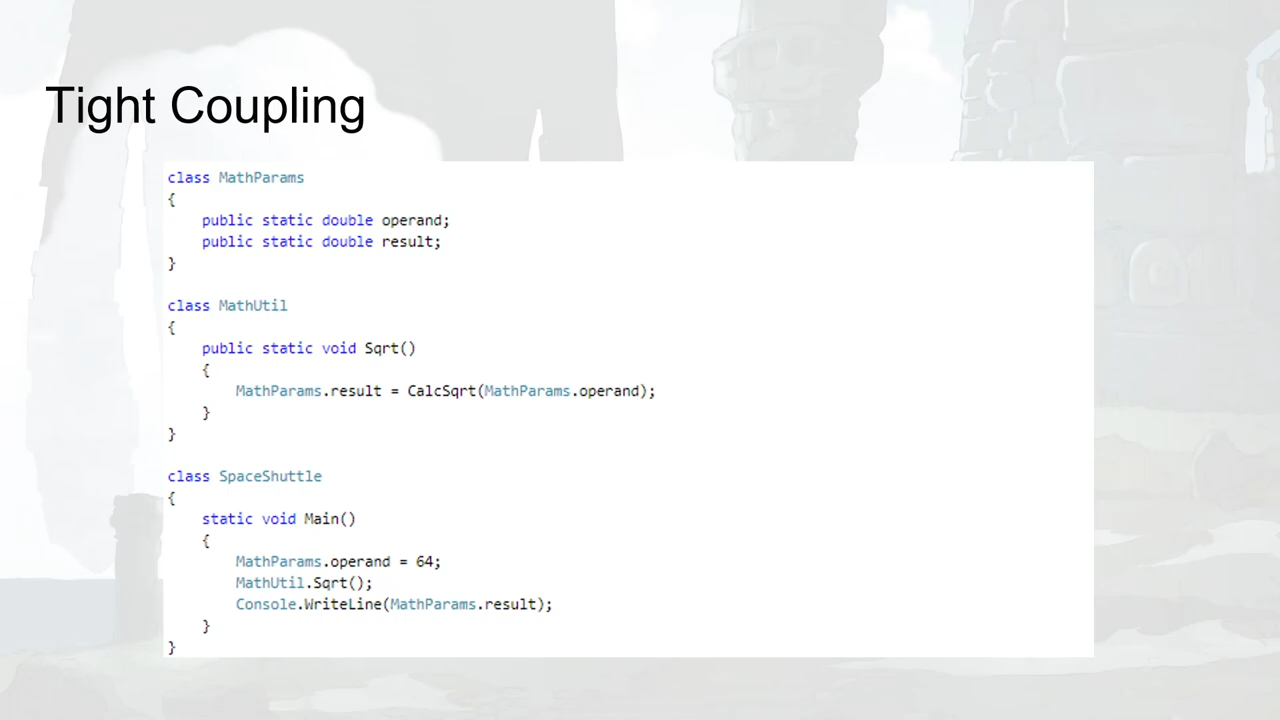 Tight Coupling
class MathParams
{
    public static double operand;
    public static double result;
}
class MathUtil
{
    public static void Sqrt()
    {
        MathParams.result = CalcSqrt(MathParams.operand);
    }
}
class SpaceShuttle
{
    static void Main()
    {
        MathParams.operand = 64;
        MathUtil.Sqrt();
        Console.WriteLine(MathParams.result);
    }
}